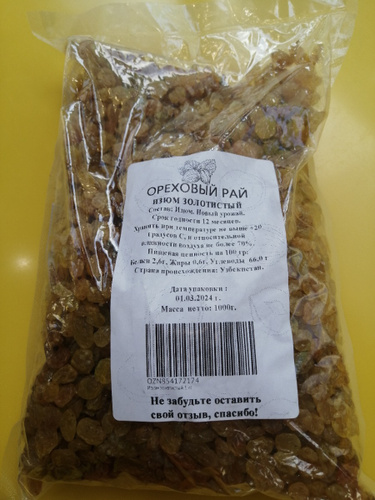 ОРЕХОВЫЙ РАЙ
ИЗЮМ ЗОЛОТИСТЫЙ
Состав: Изюм. Новый урожай.
Срок годности 12 месяцев.
Хранить при температуре не выше +20
градусов С, и относительной
влажности воздуха не более 70%.
Пищевая ценность на 100 гр:
Белки 2,6г, Жиры 0,6г, Углеводы 66.0 г
Страна происхождения: Узбекистан.
Дата упаковки :
01.03.2024 г.
Масса нетто: 1000г.
OZN854172174
Не забудьте оставить
свой отзыв, спасибо!